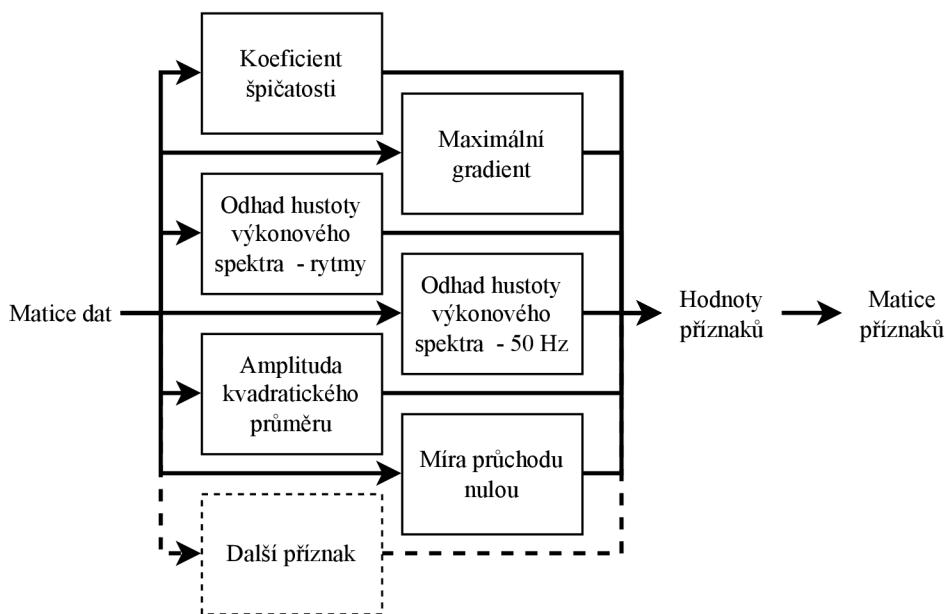 Koeficient
špičatosti
Maximální
gradient
Odhad hustoty
výkonového
spektra - rytmy
Matice dat
Odhad hustoty
výkonového
spektra - 50 Hz
Hodnoty
příznaků
Matice
příznaků
Amplituda
kvadratického
průměru
Míra průchodu
nulou
Další příznak